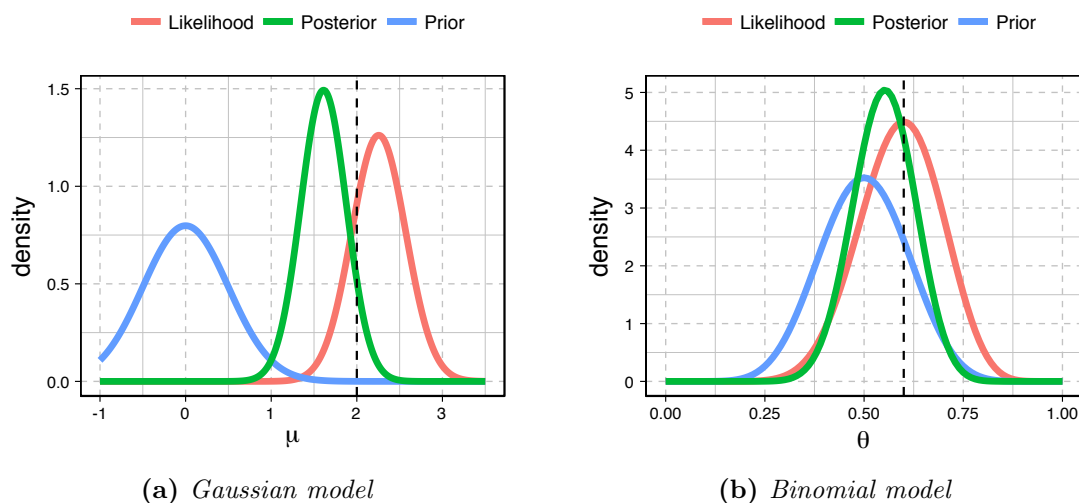 Likelihood Posterior Prior
1.5
1.0
0.5
0.0
density
-1 0 1 2 3
μ
(a) Gaussian model
Likelihood Posterior Prior
5
4
3
2
1
0
density
0.00 0.25 0.50 0.75 1.00
θ
(b) Binomial model